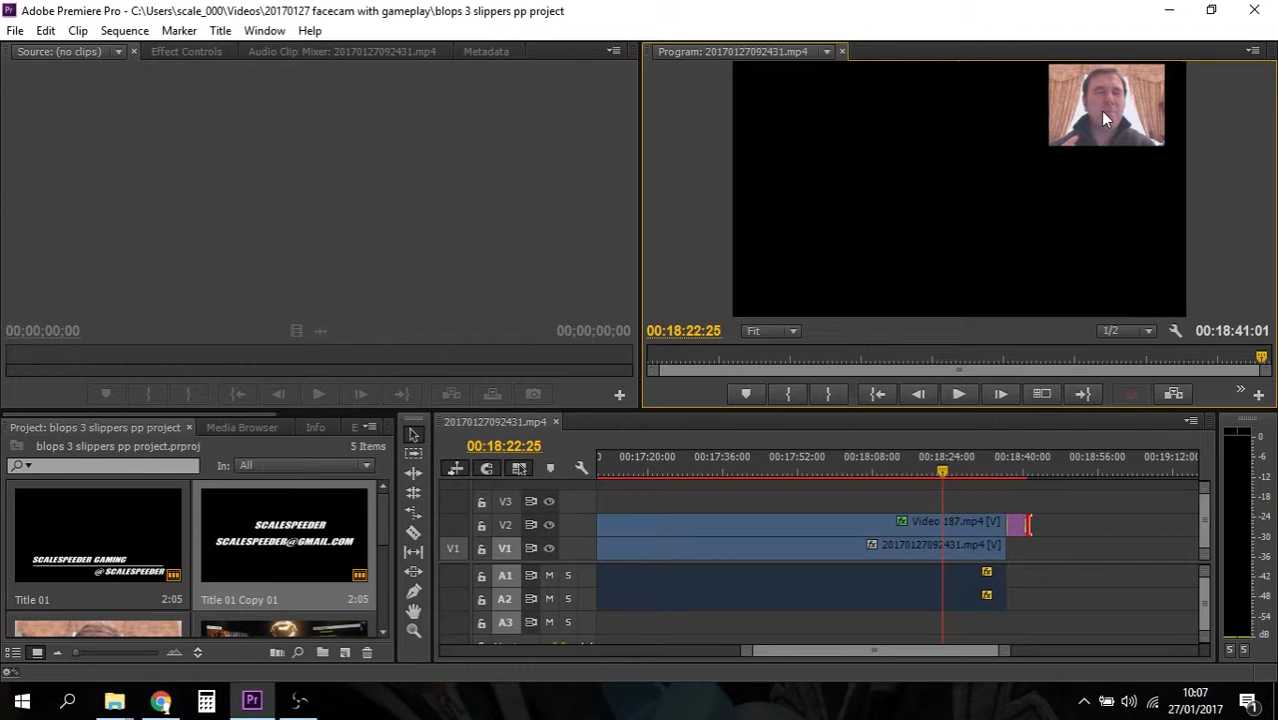 Adobe Premiere Pro - C:\Users\scale_000\Videos\20170127 facecam with gameplay\blops 3 slippers pp project
File Edit Clip Sequence Marker Title Window Help
Source: (no clips) Effect Controls Audio Clip Mixer: 20170127092431.mp4 Metadata
Program: 20170127092431.mp4
00;00;00;00 00;00;00;00
00:18:22:25 Fit 1/2 00:18:41:01
Project: blops 3 slippers pp project Media Browser Info E
blops 3 slippers pp project.prproj 5 Items
In: All
SCALESPEEDER GAMING
@ SCALESPEEDER
SCALESPEEDER
SCALESPEEDER@GMAIL.COM
Title 01 2:05
Title 01 Copy 01 2:05
20170127092431.mp4
00:18:22:25
00:17:20:00 00:17:36:00 00:17:52:00 00:18:08:00 00:18:24:00 00:18:40:00 00:18:56:00 00:19:12:00
V3
V2 Video 187.mp4 [V]
V1 V1 20170127092431.mp4 [V]
A1 M S
A2 M S
A3 M S
0
-6
-12
-18
-24
-30
-36
-42
-48
-54
dB
S S
10:07
27/01/2017